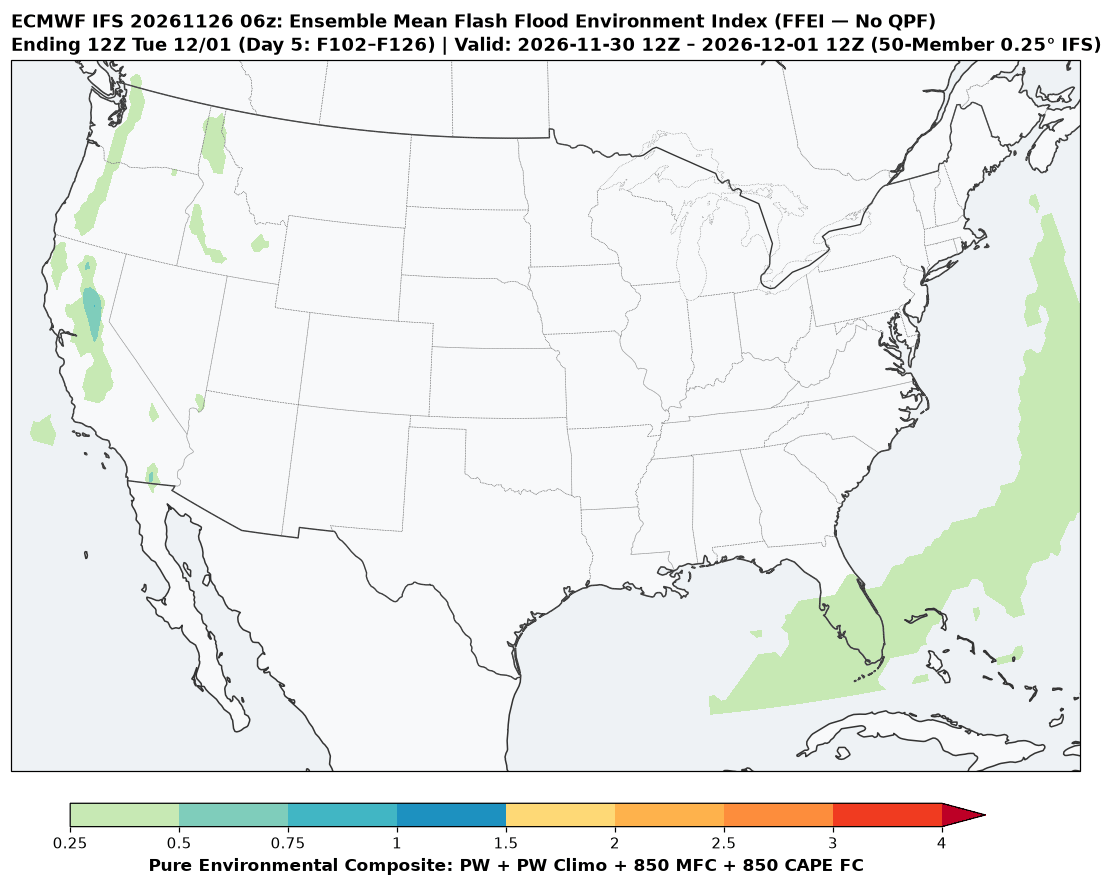 ECMWF IFS 20261126 06z: Ensemble Mean Flash Flood Environment Index (FFEI — No QPF)
Ending 12Z Tue 12/01 (Day 5: F102–F126) | Valid: 2026-11-30 12Z – 2026-12-01 12Z (50-Member 0.25° IFS)
0.25 0.5 0.75 1 1.5 2 2.5 3 4
Pure Environmental Composite: PW + PW Climo + 850 MFC + 850 CAPE FC